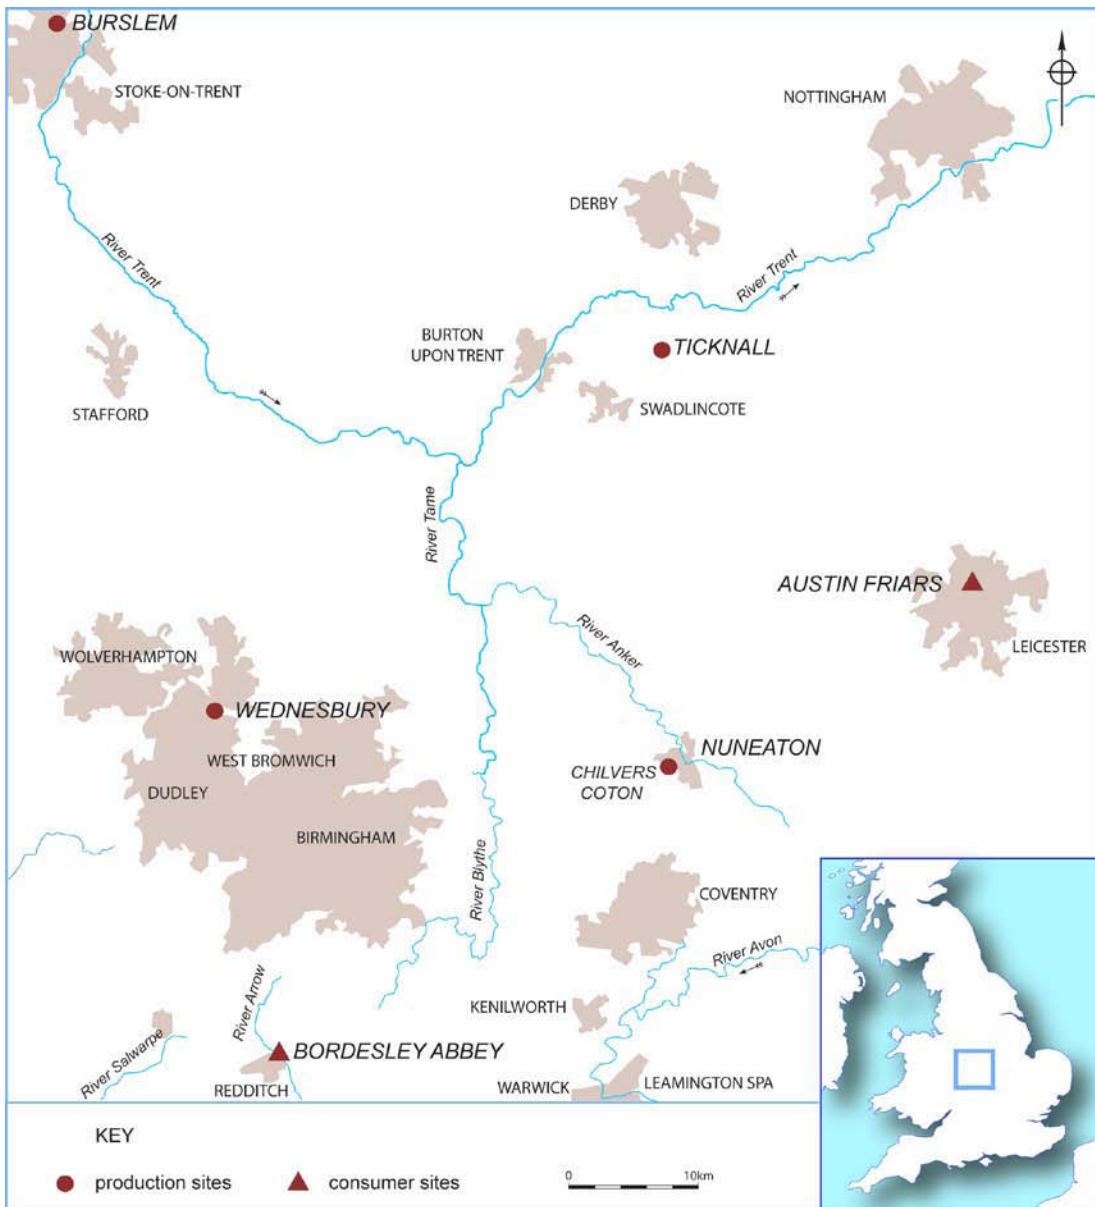 BURSLEM
STOKE-ON-TRENT
NOTTINGHAM
DERBY
River Trent
River Trent
BURTON
UPON TRENT
TICKNALL
STAFFORD
SWADLINCOTE
River Tame
AUSTIN FRIARS
River Anker
LEICESTER
WOLVERHAMPTON
WEDNESBURY
NUNEATON
WEST BROMWICH
CHILVERS
COTON
DUDLEY
BIRMINGHAM
River Blythe
COVENTRY
River Avon
River Arrow
KENILWORTH
River Salwarpe
BORDESLEY ABBEY
REDDITCH
WARWICK
LEAMINGTON SPA
KEY
production sites
consumer sites
0
10km